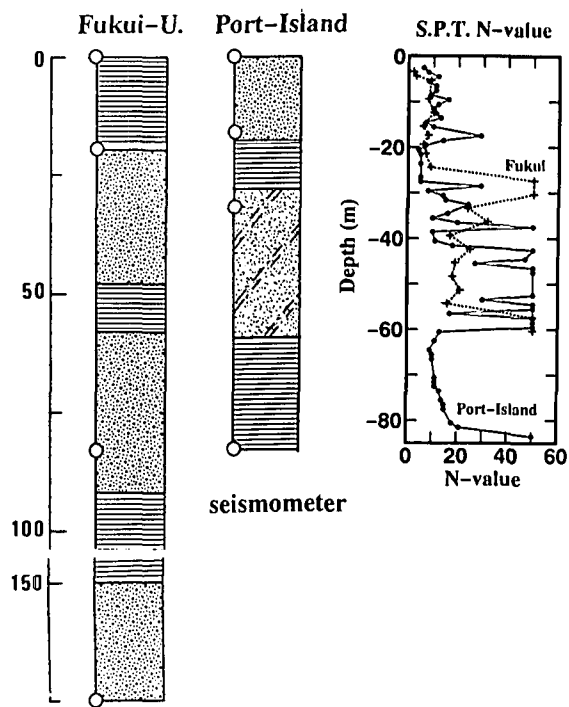 Fukui-U. Port-Island S.P.T. N-value
0
50
100
150
seismometer
0
-20
-40
-60
-80
Depth (m)
Fukui
Port-Island
0 20 40 60
N-value